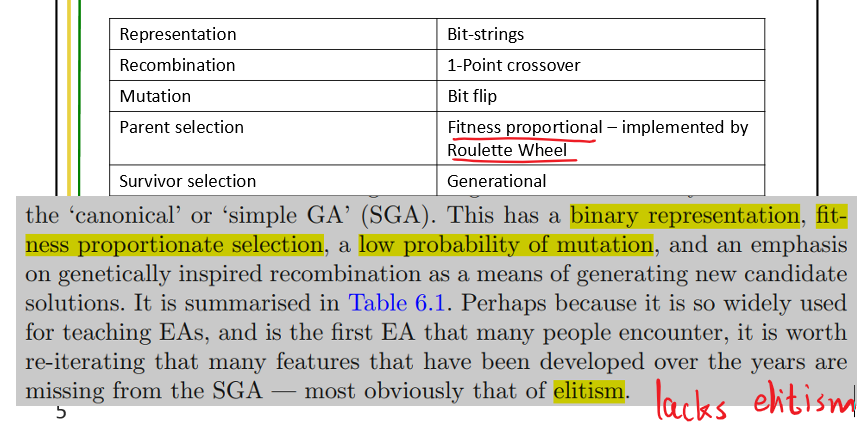 Representation Bit-strings
Recombination 1-Point crossover
Mutation Bit flip
Parent selection Fitness proportional – implemented by
Roulette Wheel
Survivor selection Generational
the ‘canonical’ or ‘simple GA’ (SGA). This has a binary representation, fit-
ness proportionate selection, a low probability of mutation, and an emphasis
on genetically inspired recombination as a means of generating new candidate
solutions. It is summarised in Table 6.1. Perhaps because it is so widely used
for teaching EAs, and is the first EA that many people encounter, it is worth
re-iterating that many features that have been developed over the years are
missing from the SGA — most obviously that of elitism.
lacks elitism
5